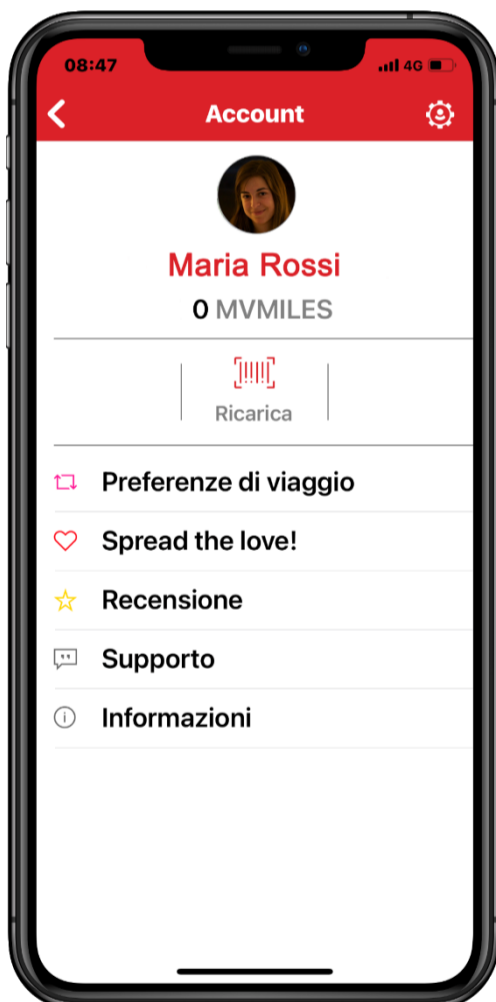 08:47 4G
Account
Maria Rossi
0 MVMILES
Ricarica
Preferenze di viaggio
Spread the love!
Recensione
Supporto
Informazioni